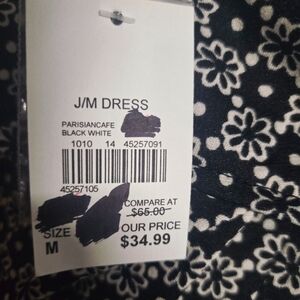 J/M DRESS
PARISIANCAFE
BLACK WHITE
1010 14 45257091
45257105
COMPARE AT
$65.00
SIZE
M
OUR PRICE
$34.99